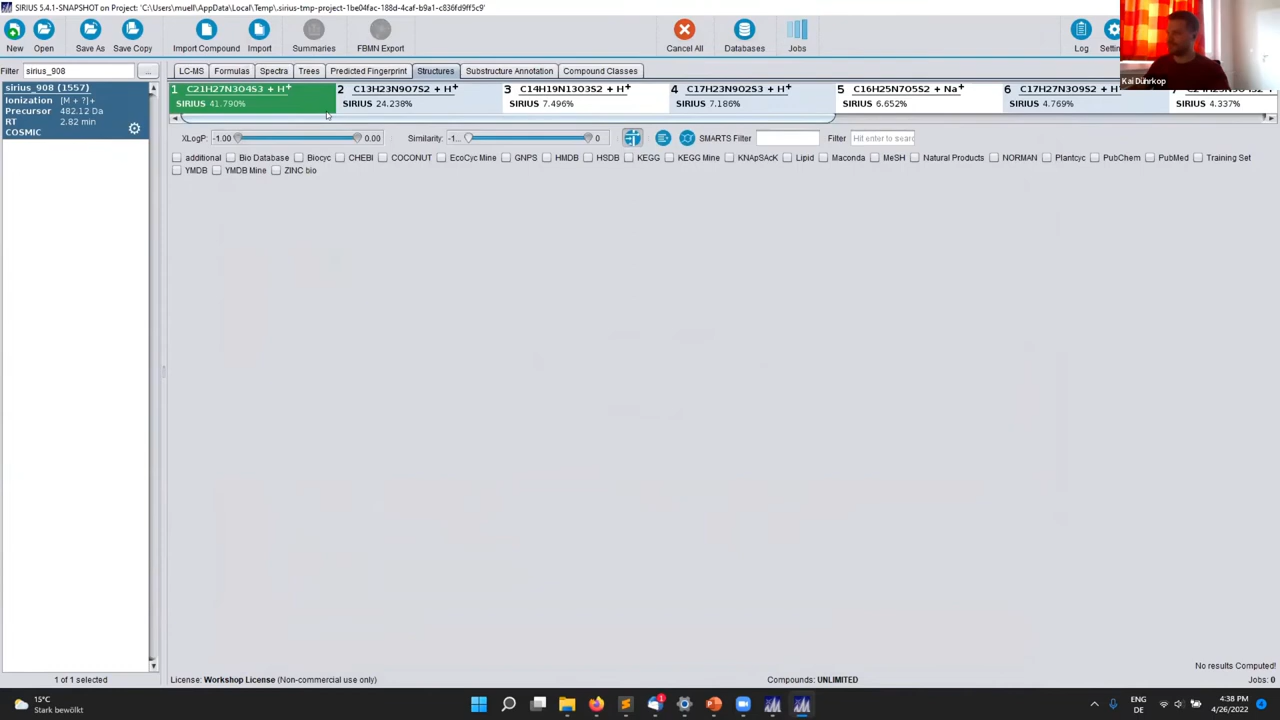 SIRIUS 5.4.1-SNAPSHOT on Project: 'C:\Users\muell\AppData\Local\Temp\.sirius-tmp-project-1be04fac-188d-4caf-b9a1-c836fd9ff5c9'
New Open Save As Save Copy Import Compound Import Summaries FBMN Export Cancel All Databases Jobs Log
Kai Dührkop
Filter sirius_908 ...
LC-MS Formulas Spectra Trees Predicted Fingerprint Structures Substructure Annotation Compound Classes
sirius_908 (1557)
Ionization [M + ?]+
Precursor 482.12 Da
RT 2.82 min
COSMIC
1 C21H27N3O4S3 + H+ 2 C13H23N9O7S2 + H+ 3 C14H19N13O3S2 + H+ 4 C17H23N9O2S3 + H+ 5 C16H25N7O5S2 + Na+ 6 C17H27N3O9S2 + H
SIRIUS 41.790% SIRIUS 24.238% SIRIUS 7.496% SIRIUS 7.186% SIRIUS 6.652% SIRIUS 4.769% SIRIUS 4.337%
XLogP: -1.00 0.00 Similarity: -1... 0 SMARTS Filter Filter Hit enter to searc
additional Bio Database Biocyc CHEBI COCONUT EcoCyc Mine GNPS HMDB HSDB KEGG KEGG Mine KNApSAcK Lipid Maconda MeSH Natural Products NORMAN Plantcyc PubChem PubMed Training Set
YMDB YMDB Mine ZINC bio
No results Computed!
1 of 1 selected License: Workshop License (Non-commercial use only) Compounds: UNLIMITED Jobs: 0
15°C
Stark bewölkt
1
ENG
DE
4:38 PM
4/26/2022